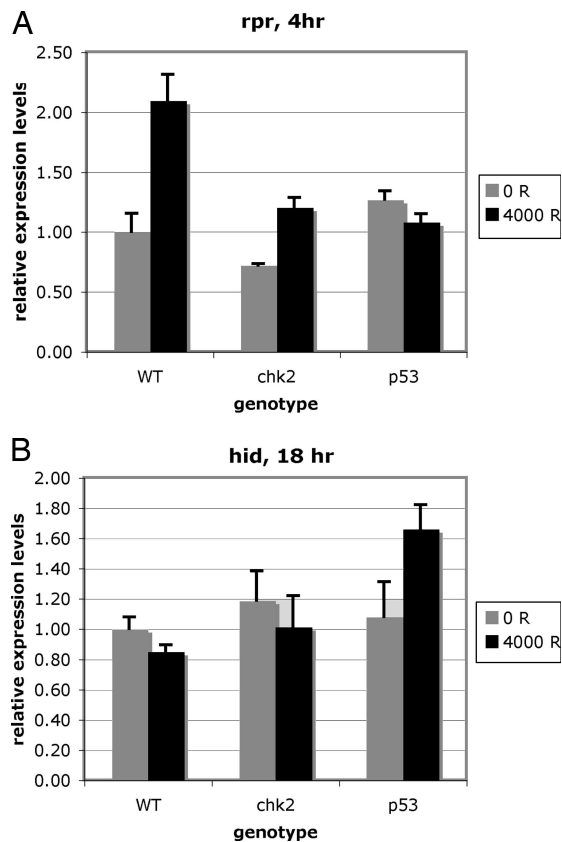 A
rpr, 4hr
relative expression levels
2.50
2.00
1.50
1.00
0.50
0.00
WT
chk2
p53
genotype
0 R
4000 R
B
hid, 18 hr
relative expression levels
2.00
1.80
1.60
1.40
1.20
1.00
0.80
0.60
0.40
0.20
0.00
WT
chk2
p53
genotype
0 R
4000 R